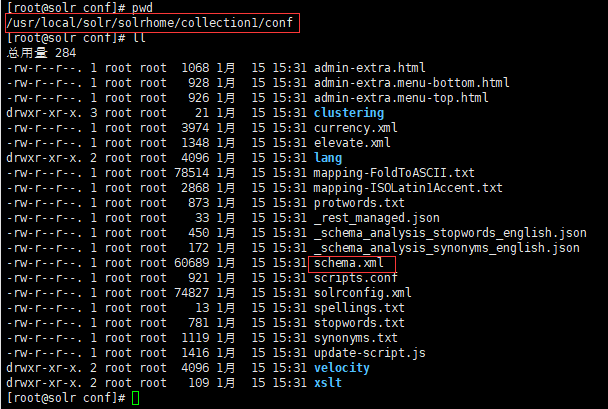 [root@solr conf]# pwd
/usr/local/solr/solrhome/collection1/conf
[root@solr conf]# ll
总用量 284
-rw-r--r--. 1 root root  1068 1月  15 15:31 admin-extra.html
-rw-r--r--. 1 root root   928 1月  15 15:31 admin-extra.menu-bottom.html
-rw-r--r--. 1 root root   926 1月  15 15:31 admin-extra.menu-top.html
drwxr-xr-x. 3 root root    21 1月  15 15:31 clustering
-rw-r--r--. 1 root root  3974 1月  15 15:31 currency.xml
-rw-r--r--. 1 root root  1348 1月  15 15:31 elevate.xml
drwxr-xr-x. 2 root root  4096 1月  15 15:31 lang
-rw-r--r--. 1 root root 78514 1月  15 15:31 mapping-FoldToASCII.txt
-rw-r--r--. 1 root root  2868 1月  15 15:31 mapping-ISOLatin1Accent.txt
-rw-r--r--. 1 root root   873 1月  15 15:31 protwords.txt
-rw-r--r--. 1 root root    33 1月  15 15:31 _rest_managed.json
-rw-r--r--. 1 root root   450 1月  15 15:31 _schema_analysis_stopwords_english.json
-rw-r--r--. 1 root root   172 1月  15 15:31 _schema_analysis_synonyms_english.json
-rw-r--r--. 1 root root 60689 1月  15 15:31 schema.xml
-rw-r--r--. 1 root root   921 1月  15 15:31 scripts.conf
-rw-r--r--. 1 root root 74827 1月  15 15:31 solrconfig.xml
-rw-r--r--. 1 root root    13 1月  15 15:31 spellings.txt
-rw-r--r--. 1 root root   781 1月  15 15:31 stopwords.txt
-rw-r--r--. 1 root root  1119 1月  15 15:31 synonyms.txt
-rw-r--r--. 1 root root  1416 1月  15 15:31 update-script.js
drwxr-xr-x. 2 root root  4096 1月  15 15:31 velocity
drwxr-xr-x. 2 root root   109 1月  15 15:31 xslt
[root@solr conf]#